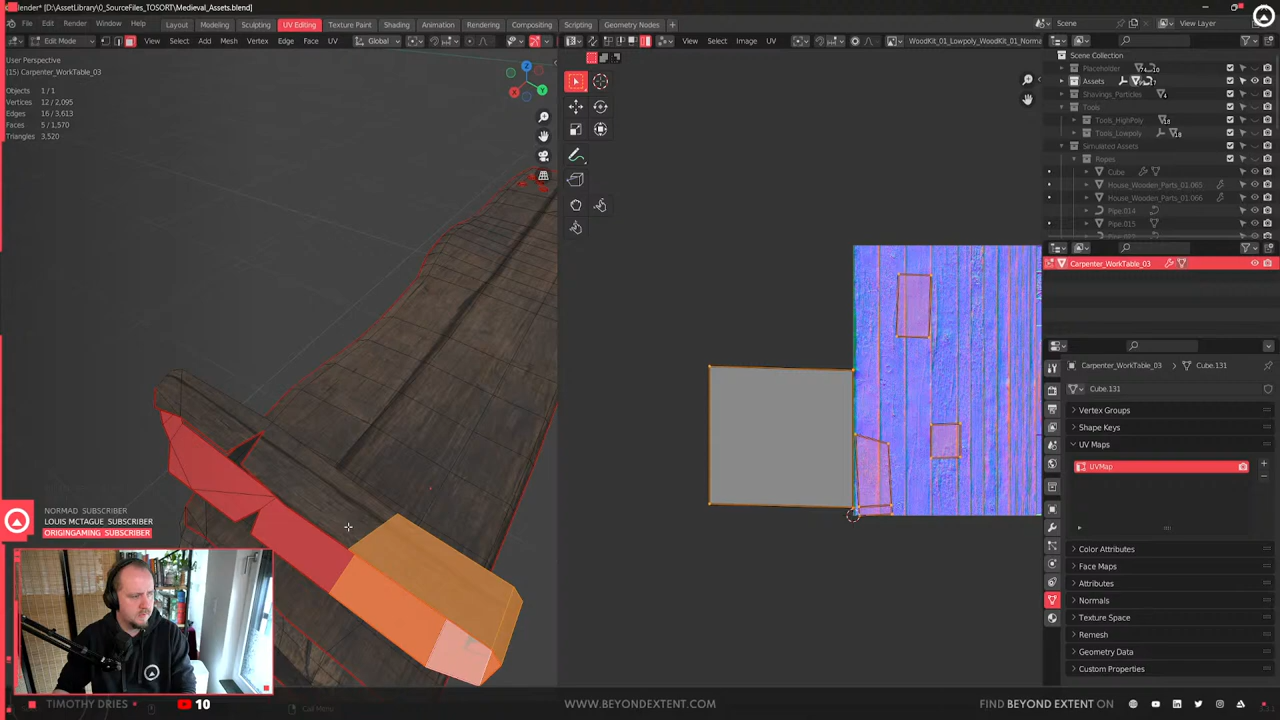 ender* [D:\AssetLibrary\0_SourceFiles_TOSORT\Medieval_Assets.blend]
File Edit Render Window Help
Layout Modeling Sculpting UV Editing Texture Paint Shading Animation Rendering Compositing Scripting Geometry Nodes
Scene View Layer
Edit Mode View Select Add Mesh Vertex Edge Face UV Global
View Select Image UV WoodKit_01_Lowpoly_WoodKit_01_Norma
User Perspective
(15) Carpenter_WorkTable_03
Objects 1/1
Vertices 12/2,095
Edges 16/3,613
Faces 5/1,570
Triangles 3,520
Z
X
Y
Scene Collection
Placeholder
Assets
Shavings_Particles
Tools
Tools_HighPoly
Tools_Lowpoly
Simulated Assets
Ropes
Cube
House_Wooden_Parts_01.065
House_Wooden_Parts_01.066
Pipe.014
Pipe.015
Carpenter_WorkTable_03
Carpenter_WorkTable_03 Cube.131
Cube.131
Vertex Groups
Shape Keys
UV Maps
UVMap
Color Attributes
Face Maps
Attributes
Normals
Texture Space
Remesh
Geometry Data
Custom Properties
NORMAD SUBSCRIBER
LOUIS MCTAGUE SUBSCRIBER
ORIGINGAMING SUBSCRIBER
Call Menu
TIMOTHY DRIES 10 WWW.BEYONDEXTENT.COM FIND BEYOND EXTENT ON